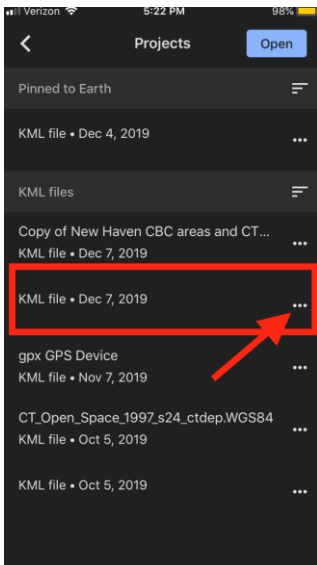 Verizon 5:22 PM 98%
Projects Open
Pinned to Earth
KML file • Dec 4, 2019
KML files
Copy of New Haven CBC areas and CT...
KML file • Dec 7, 2019
KML file • Dec 7, 2019
gpx GPS Device
KML file • Nov 7, 2019
CT_Open_Space_1997_s24_ctdep.WGS84
KML file • Oct 5, 2019
KML file • Oct 5, 2019